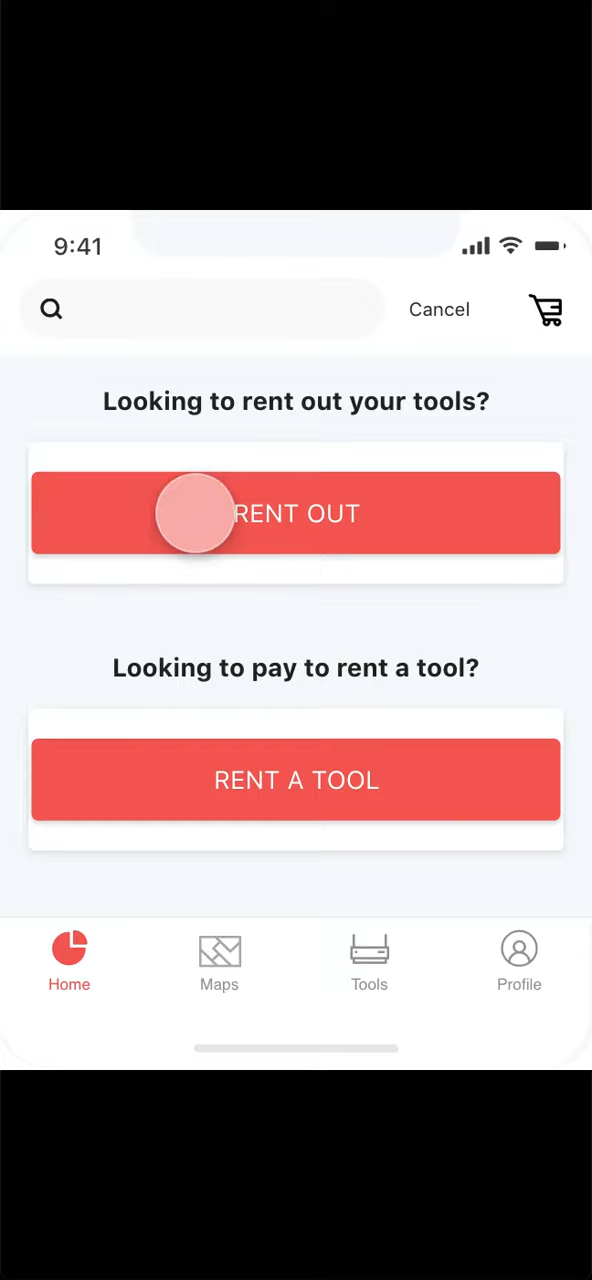 9:41
Cancel
Looking to rent out your tools?
RENT OUT
Looking to pay to rent a tool?
RENT A TOOL
Home Maps Tools Profile